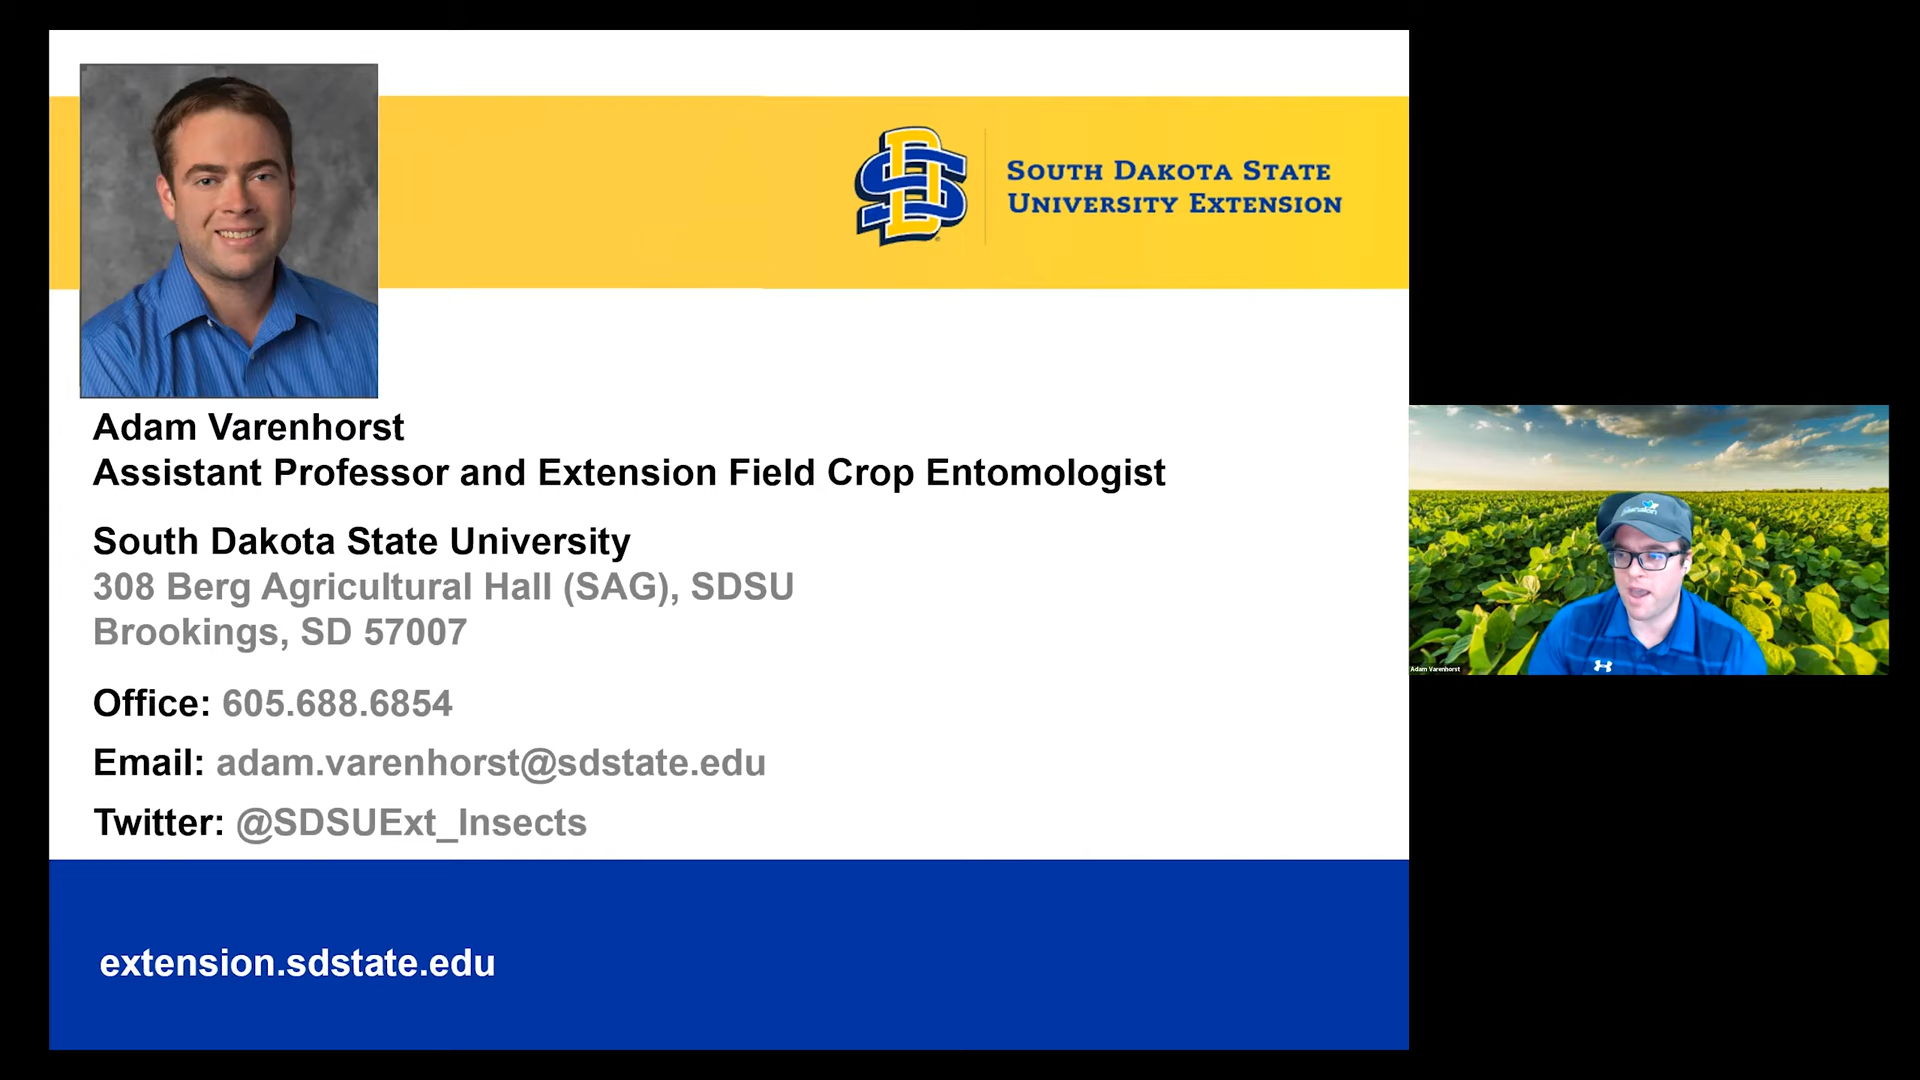 South Dakota State
University Extension
Adam Varenhorst
Assistant Professor and Extension Field Crop Entomologist
South Dakota State University
308 Berg Agricultural Hall (SAG), SDSU
Brookings, SD 57007
Office: 605.688.6854
Email: adam.varenhorst@sdstate.edu
Twitter: @SDSUExt_Insects
extension.sdstate.edu
Adam Varenhorst